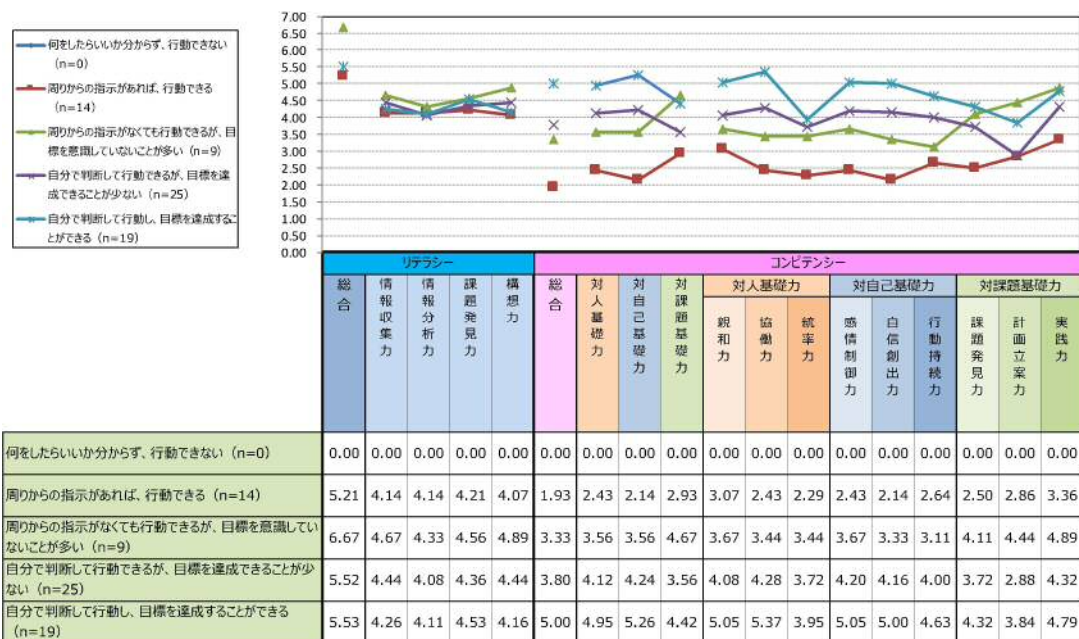 7.00
6.50
6.00
5.50
5.00
4.50
4.00
3.50
3.00
2.50
2.00
1.50
1.00
0.50
0.00
何をしたらいいか分からず、行動できない
（n=0）
周りからの指示があれば、行動できる
（n=14）
周りからの指示がなくても行動できるが、目
標を意識していないことが多い（n=9）
自分で判断して行動できるが、目標を達
成できることが少ない（n=25）
自分で判断して行動し、目標を達成するこ
とができる（n=19）
リテラシー
コンピテンシー
総合
情報収集力
情報分析力
課題発見力
構想力
総合
対人基礎力
対自己基礎力
対課題基礎力
対人基礎力
対自己基礎力
対課題基礎力
親和力
協働力
統率力
感情制御力
自信創出力
行動持続力
課題発見力
計画立案力
実践力
何をしたらいいか分からず、行動できない（n=0）
0.00 0.00 0.00 0.00 0.00 0.00 0.00 0.00 0.00 0.00 0.00 0.00 0.00 0.00 0.00 0.00 0.00 0.00
周りからの指示があれば、行動できる（n=14）
5.21 4.14 4.14 4.21 4.07 1.93 2.43 2.14 2.93 3.07 2.43 2.29 2.43 2.14 2.64 2.50 2.86 3.36
周りからの指示がなくても行動できるが、目標を意識してい
ないことが多い（n=9）
6.67 4.67 4.33 4.56 4.89 3.33 3.56 3.56 4.67 3.67 3.44 3.44 3.67 3.33 3.11 4.11 4.44 4.89
自分で判断して行動できるが、目標を達成できることが少
ない（n=25）
5.52 4.44 4.08 4.36 4.44 3.80 4.12 4.24 3.56 4.08 4.28 3.72 4.20 4.16 4.00 3.72 2.88 4.32
自分で判断して行動し、目標を達成することができる
（n=19）
5.53 4.26 4.11 4.53 4.16 5.00 4.95 5.26 4.42 5.05 5.37 3.95 5.05 5.00 4.63 4.32 3.84 4.79